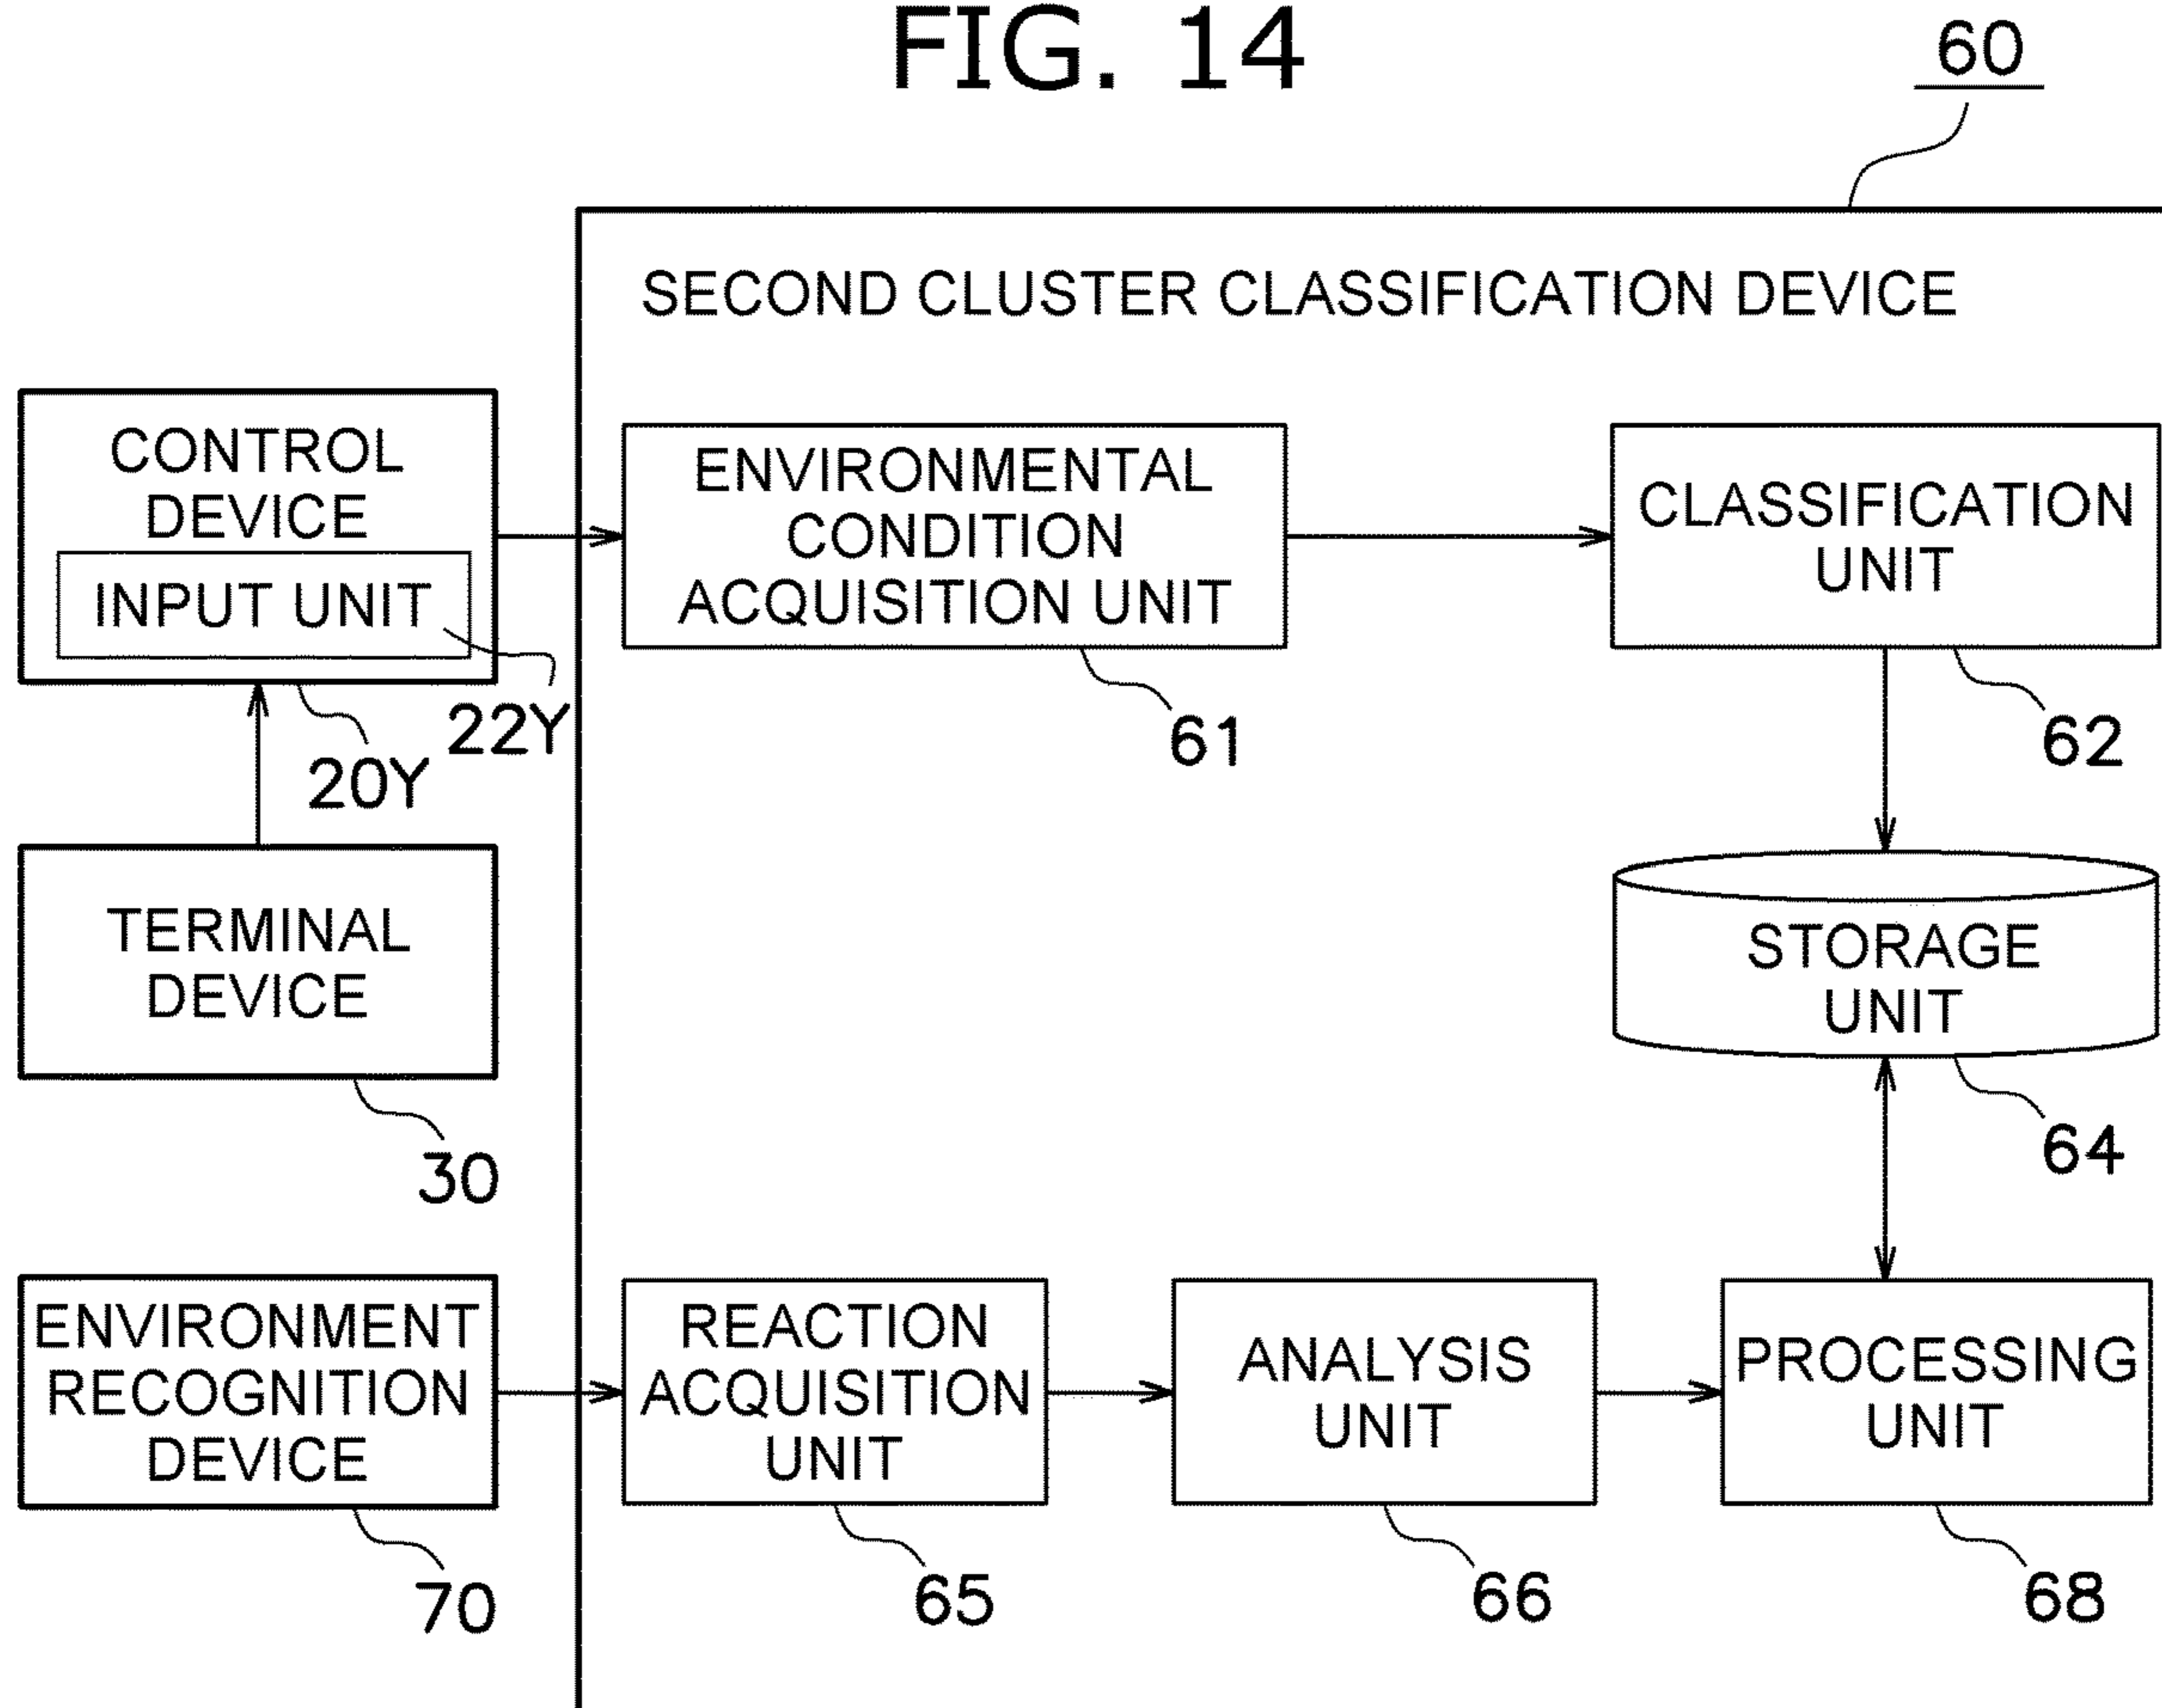 FIG. 14
60
SECOND CLUSTER CLASSIFICATION DEVICE
CONTROL
DEVICE
INPUT UNIT
22Y
20Y
ENVIRONMENTAL
CONDITION
ACQUISITION UNIT
61
CLASSIFICATION
UNIT
62
TERMINAL
DEVICE
30
STORAGE
UNIT
64
ENVIRONMENT
RECOGNITION
DEVICE
70
REACTION
ACQUISITION
UNIT
65
ANALYSIS
UNIT
66
PROCESSING
UNIT
68